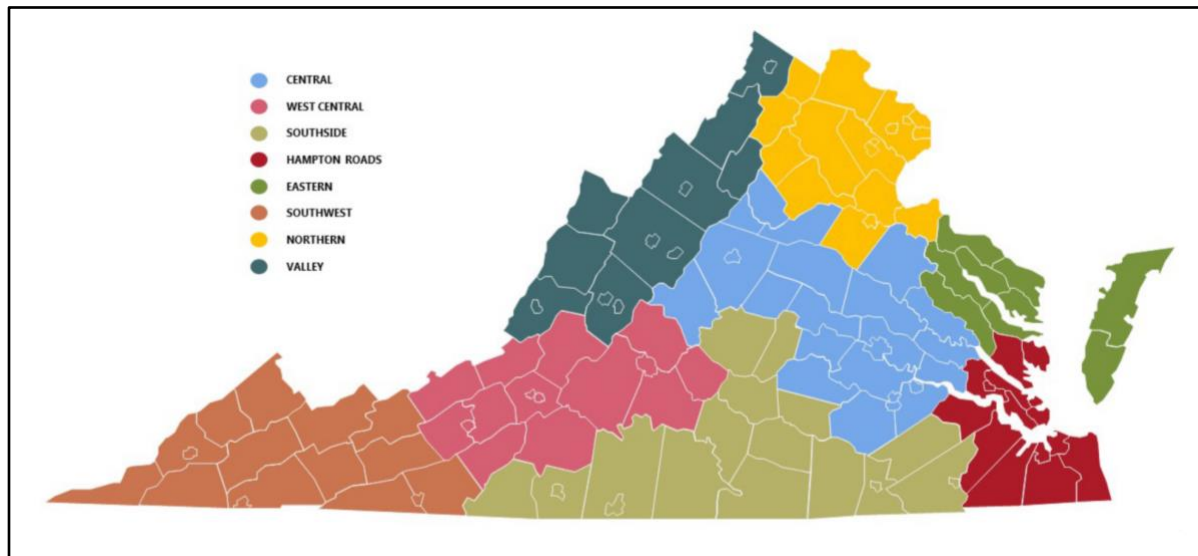 CENTRAL
WEST CENTRAL
SOUTHSIDE
HAMPTON ROADS
EASTERN
SOUTHWEST
NORTHERN
VALLEY